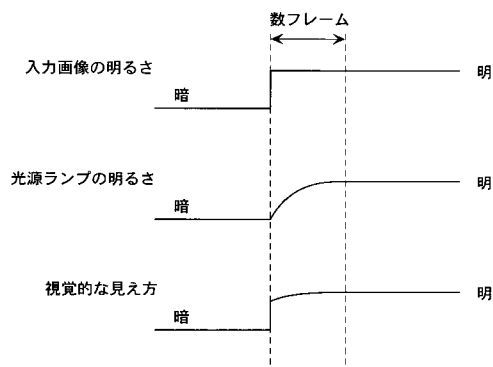 数フレーム
入力画像の明るさ
明
暗
光源ランプの明るさ
明
暗
視覚的な見え方
明
暗